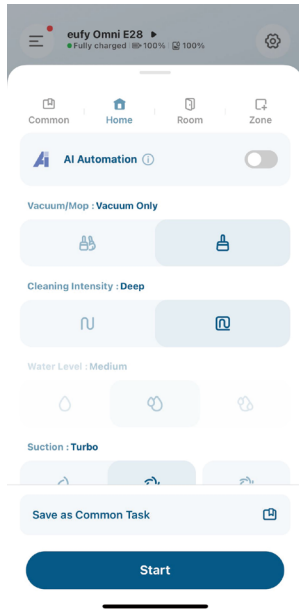 eufy Omni E28
Fully charged 100% 100%
Common Home Room Zone
AI Automation
Vacuum/Mop : Vacuum Only
Cleaning Intensity : Deep
Water Level : Medium
Suction : Turbo
Save as Common Task
Start